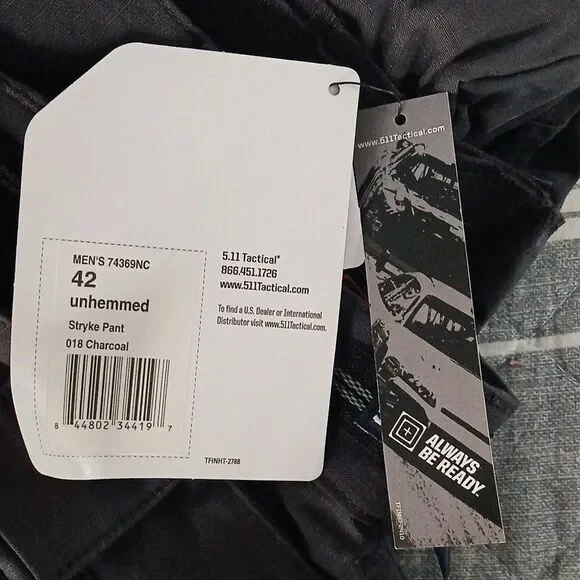 MEN'S 74369NC
42
unhemmed
Stryke Pant
018 Charcoal
8 44802 34419 7
5.11 Tactical®
866.451.1726
www.511Tactical.com
To find a U.S. Dealer or International
Distributor visit www.511Tactical.com.
TFINHT-2788
www.511Tactical.com
ALWAYS
BE READY.